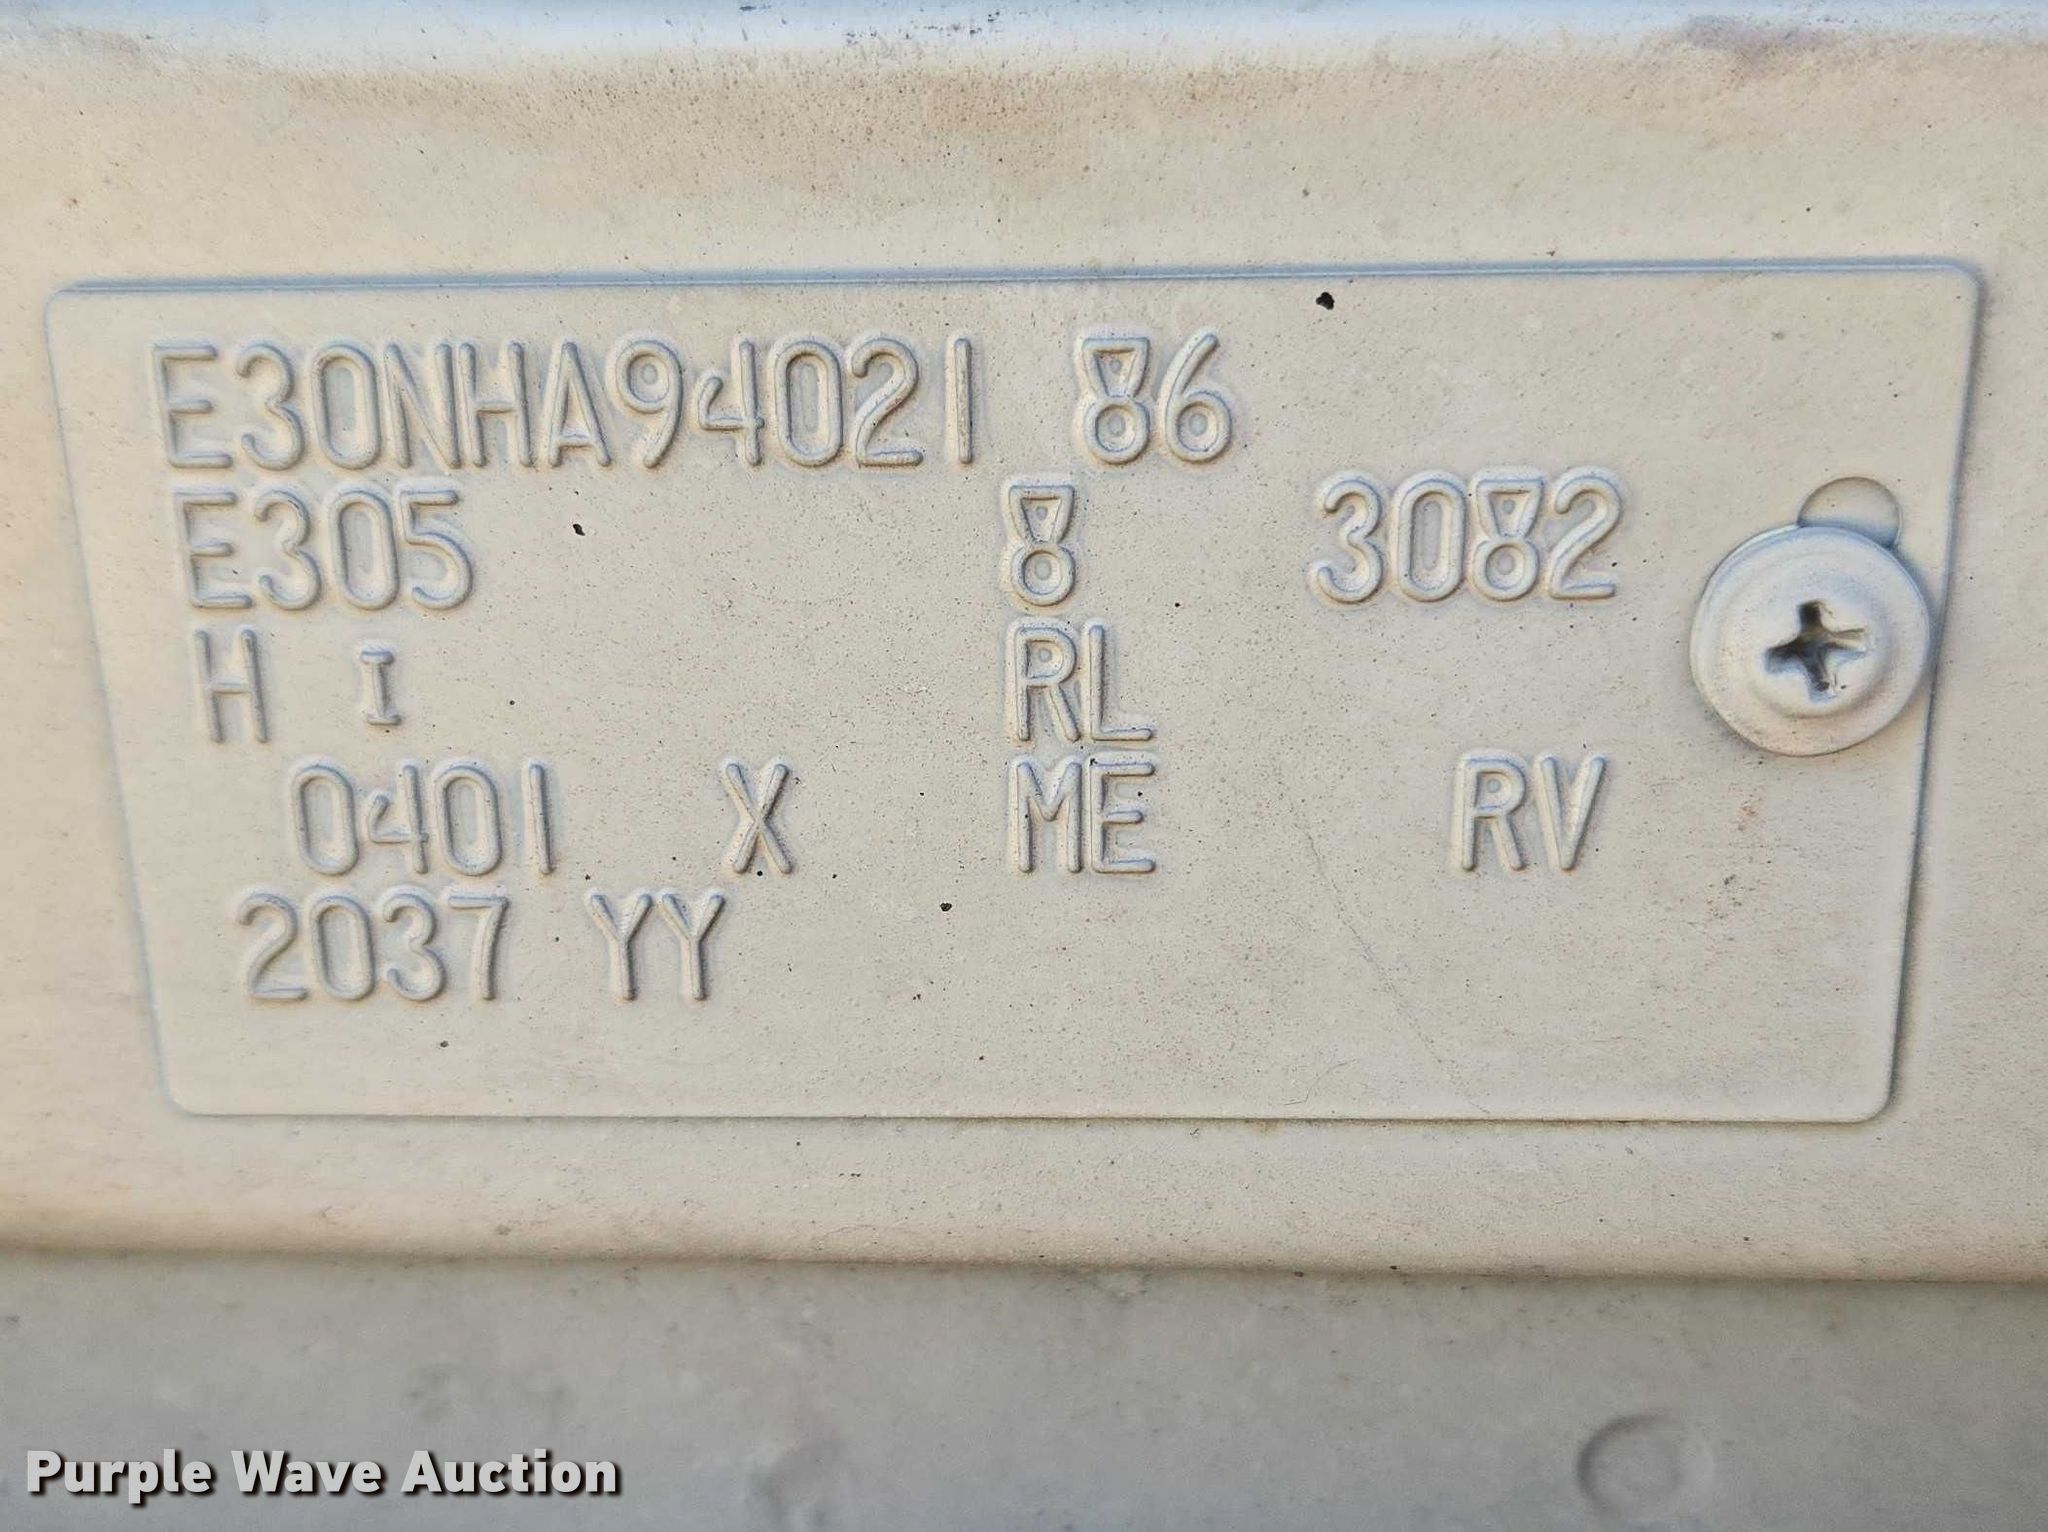 E30NHA94021 86
E305 8 3082
H I RL
0401 X ME RV
2037 YY
Purple Wave Auction